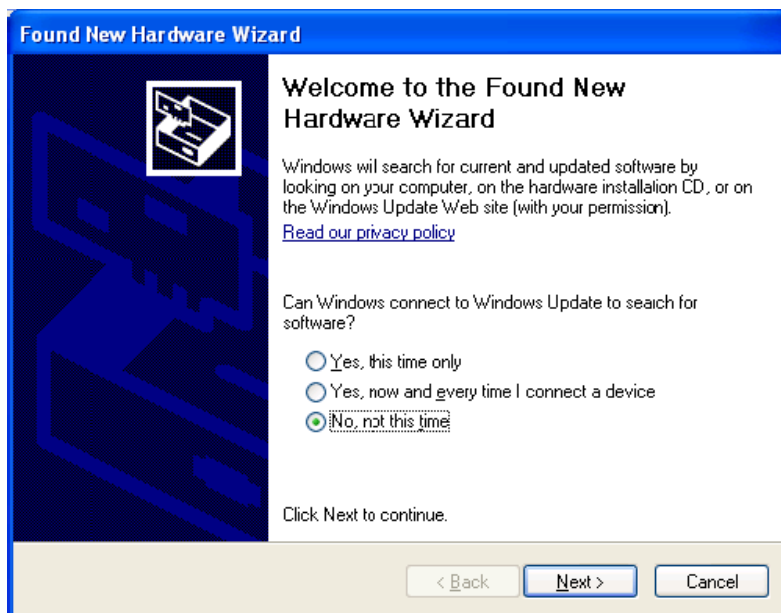 Found New Hardware Wizard
Welcome to the Found New
Hardware Wizard
Windows will search for current and updated software by
looking on your computer, on the hardware installation CD, or on
the Windows Update Web site (with your permission).
Read our privacy policy
Can Windows connect to Windows Update to search for
software?
Yes, this time only
Yes, now and every time I connect a device
No, not this time
Click Next to continue.
< Back
Next >
Cancel